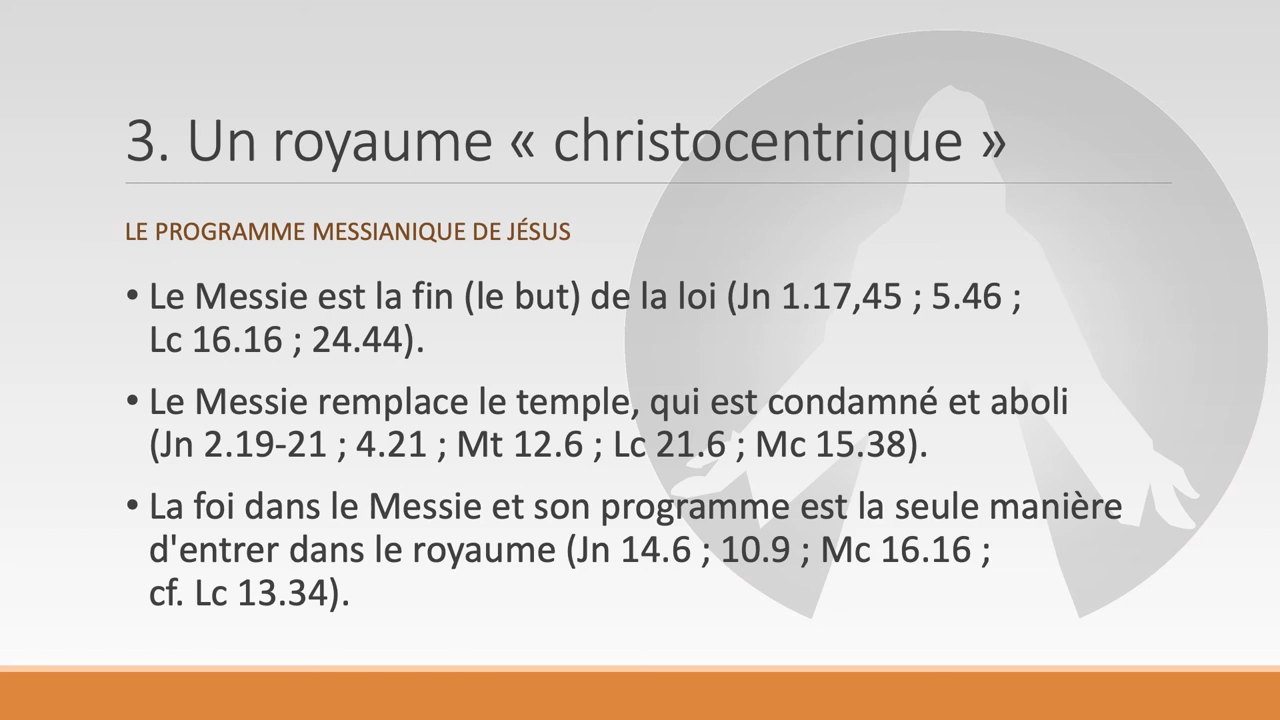 3. Un royaume « christocentrique »
LE PROGRAMME MESSIANIQUE DE JÉSUS
• Le Messie est la fin (le but) de la loi (Jn 1.17,45 ; 5.46 ;
Lc 16.16 ; 24.44).
• Le Messie remplace le temple, qui est condamné et aboli
(Jn 2.19-21 ; 4.21 ; Mt 12.6 ; Lc 21.6 ; Mc 15.38).
• La foi dans le Messie et son programme est la seule manière
d'entrer dans le royaume (Jn 14.6 ; 10.9 ; Mc 16.16 ;
cf. Lc 13.34).